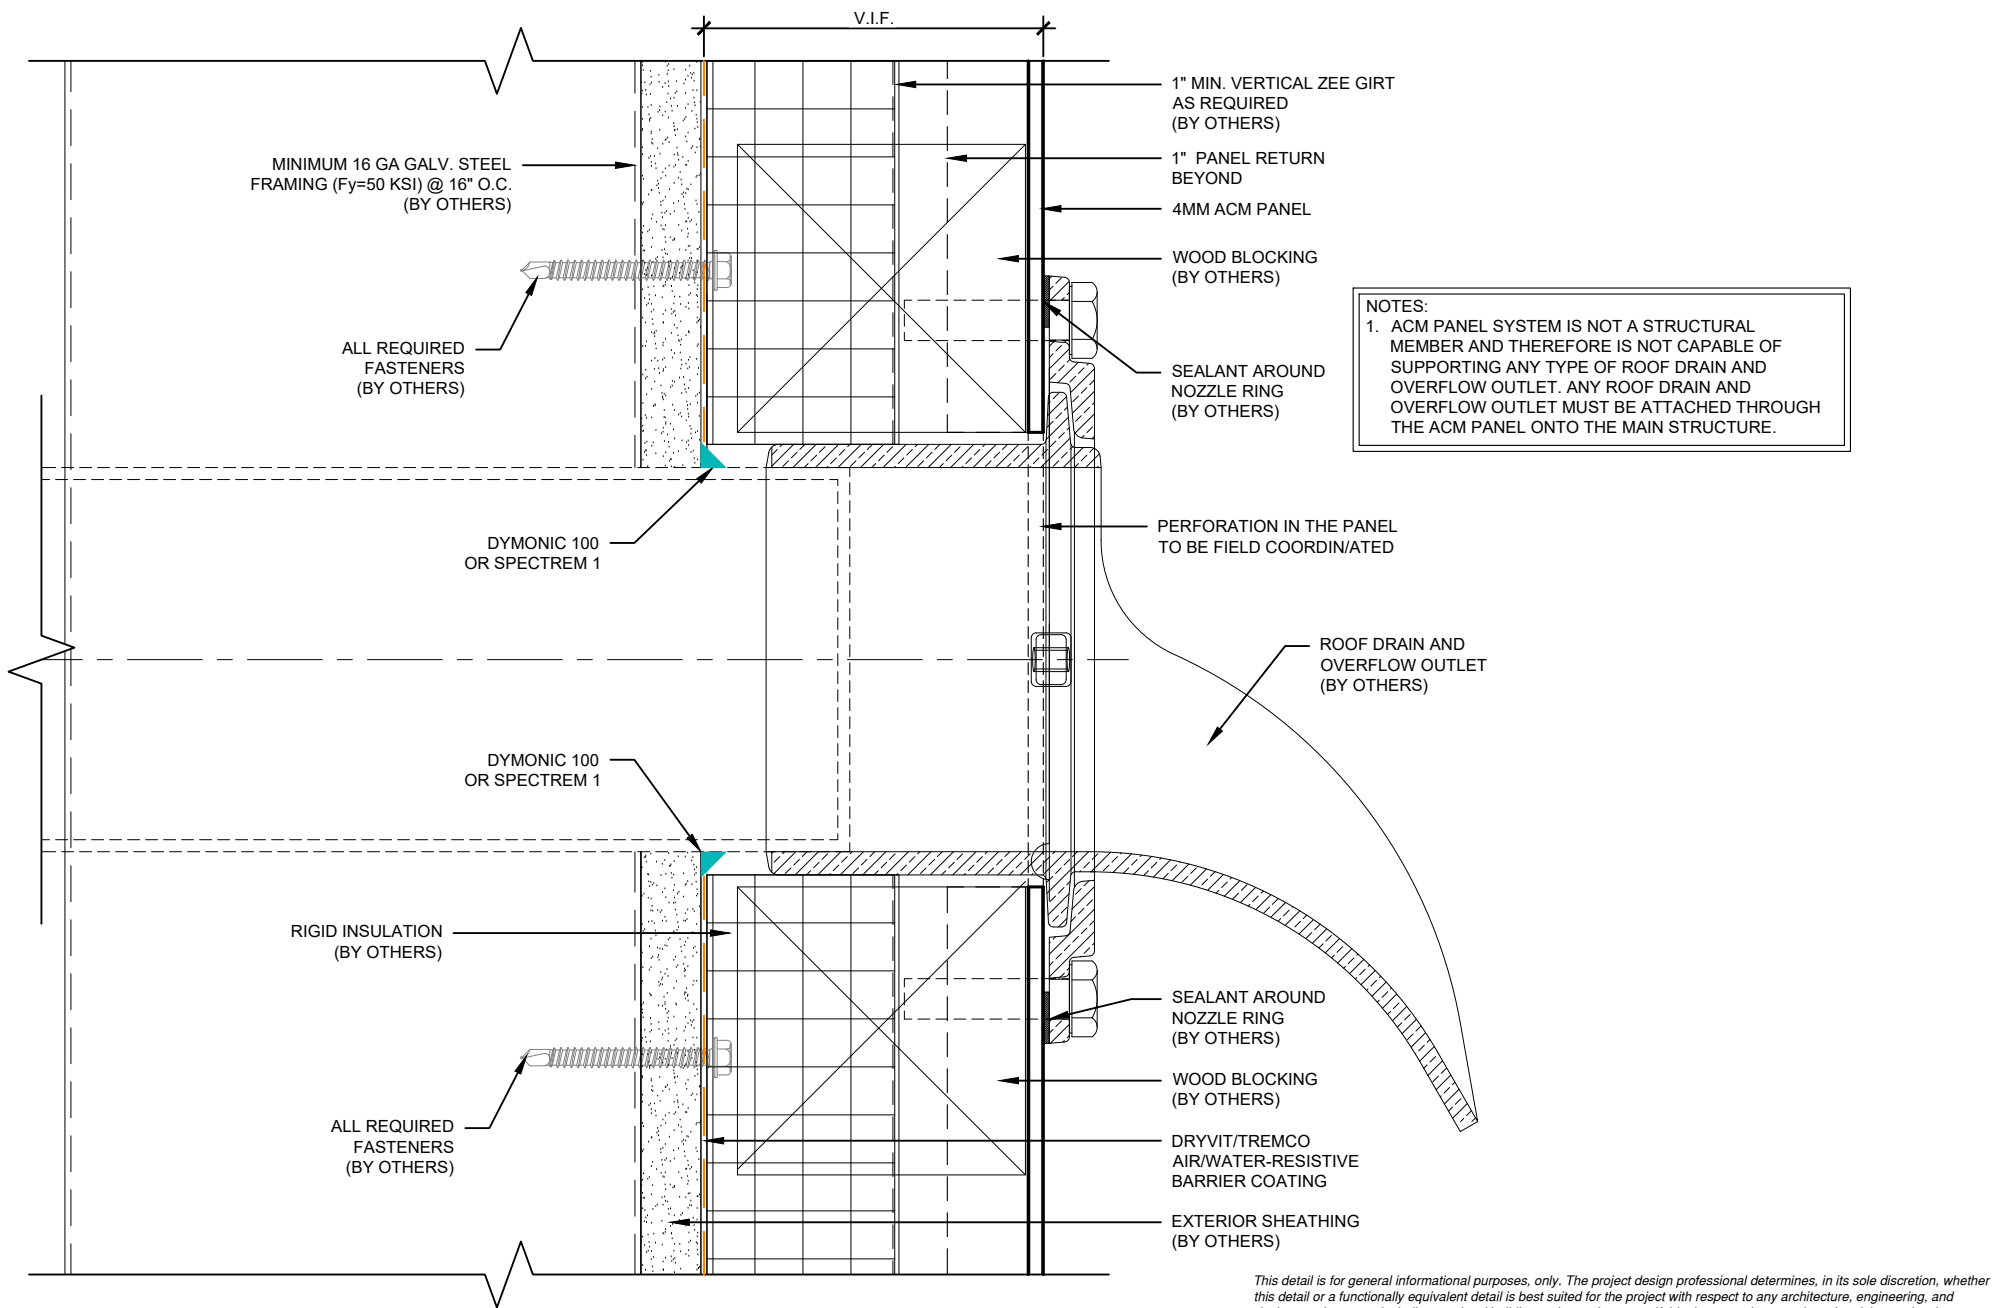 V.I.F.
1" MIN. VERTICAL ZEE GIRT
AS REQUIRED
(BY OTHERS)
MINIMUM 16 GA GALV. STEEL
FRAMING (Fy=50 KSI) @ 16" O.C.
(BY OTHERS)
1" PANEL RETURN
BEYOND
4MM ACM PANEL
WOOD BLOCKING
(BY OTHERS)
ALL REQUIRED
FASTENERS
(BY OTHERS)
SEALANT AROUND
NOZZLE RING
(BY OTHERS)
NOTES:
1. ACM PANEL SYSTEM IS NOT A STRUCTURAL
MEMBER AND THEREFORE IS NOT CAPABLE OF
SUPPORTING ANY TYPE OF ROOF DRAIN AND
OVERFLOW OUTLET. ANY ROOF DRAIN AND
OVERFLOW OUTLET MUST BE ATTACHED THROUGH
THE ACM PANEL ONTO THE MAIN STRUCTURE.
DYMONIC 100
OR SPECTREM 1
PERFORATION IN THE PANEL
TO BE FIELD COORDIN/ATED
ROOF DRAIN AND
OVERFLOW OUTLET
(BY OTHERS)
DYMONIC 100
OR SPECTREM 1
RIGID INSULATION
(BY OTHERS)
SEALANT AROUND
NOZZLE RING
(BY OTHERS)
WOOD BLOCKING
(BY OTHERS)
ALL REQUIRED
FASTENERS
(BY OTHERS)
DRYVIT/TREMCO
AIR/WATER-RESISTIVE
BARRIER COATING
EXTERIOR SHEATHING
(BY OTHERS)
This detail is for general informational purposes, only. The project design professional determines, in its sole discretion, whether
this detail or a functionally equivalent detail is best suited for the project with respect to any architecture, engineering, and